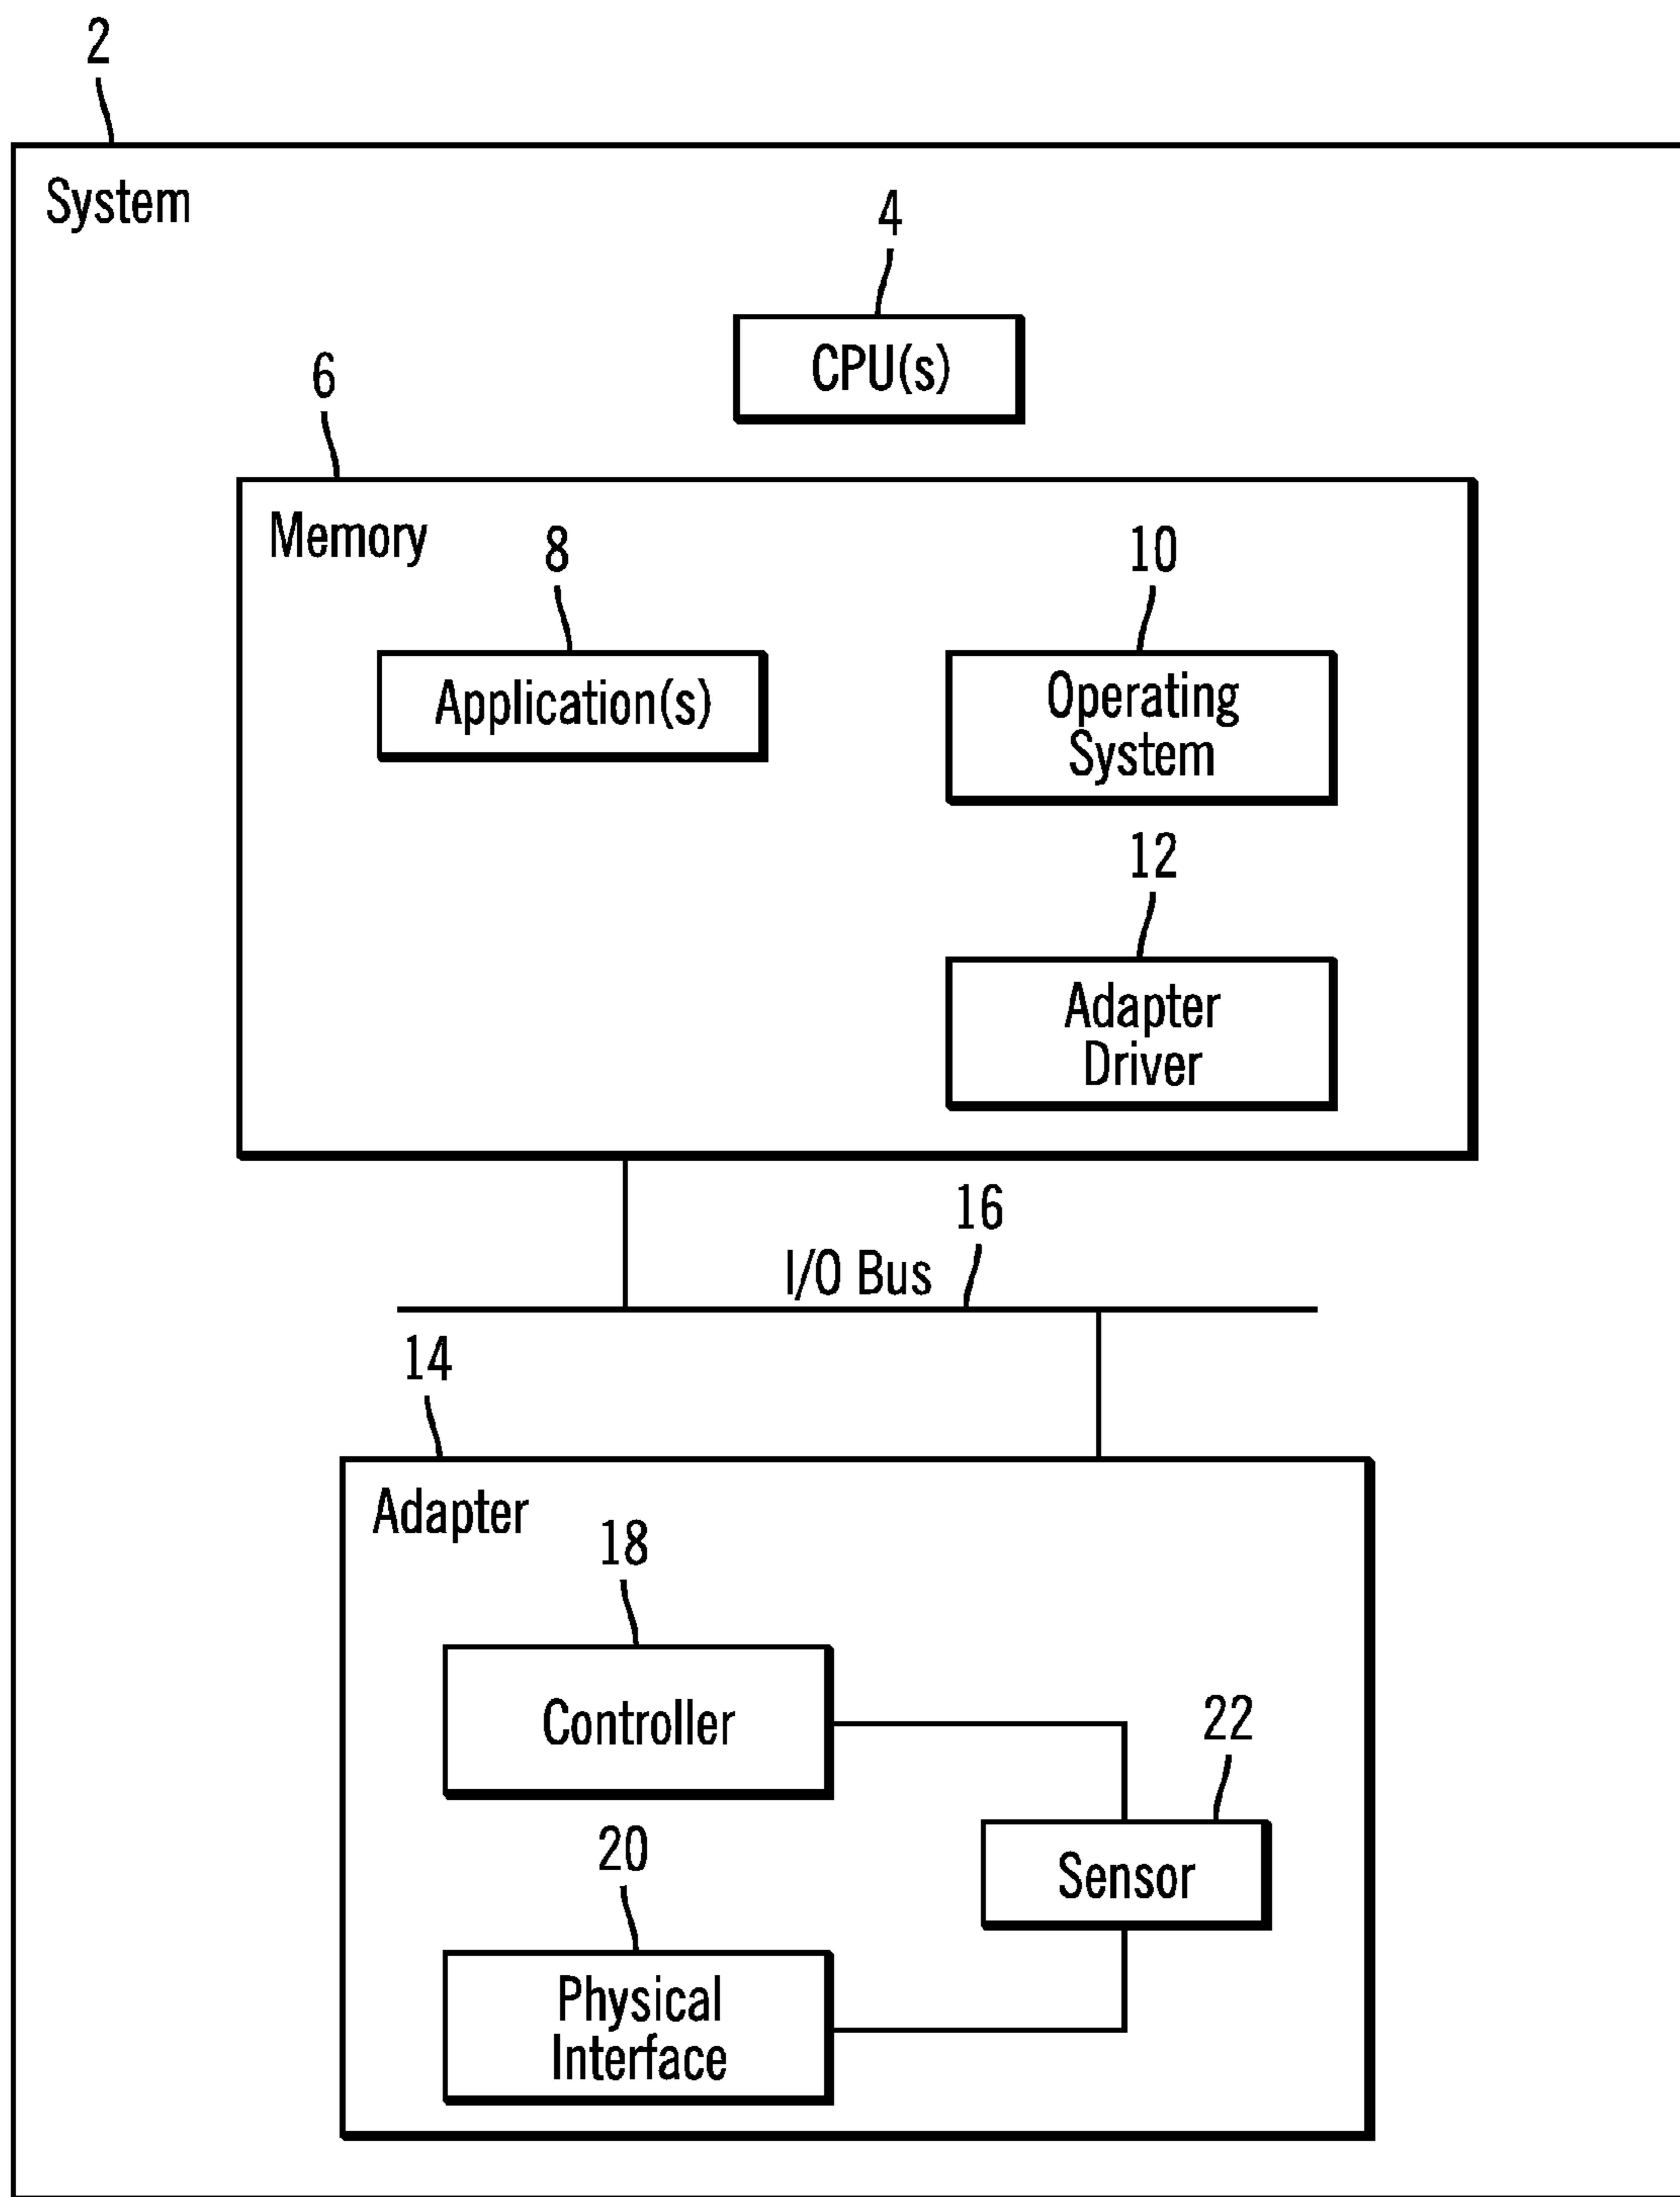 2
System
4
CPU(s)
6
Memory
8
10
Application(s)
Operating
System
12
Adapter
Driver
16
I/O Bus
14
Adapter
18
Controller
22
Sensor
20
Physical
Interface